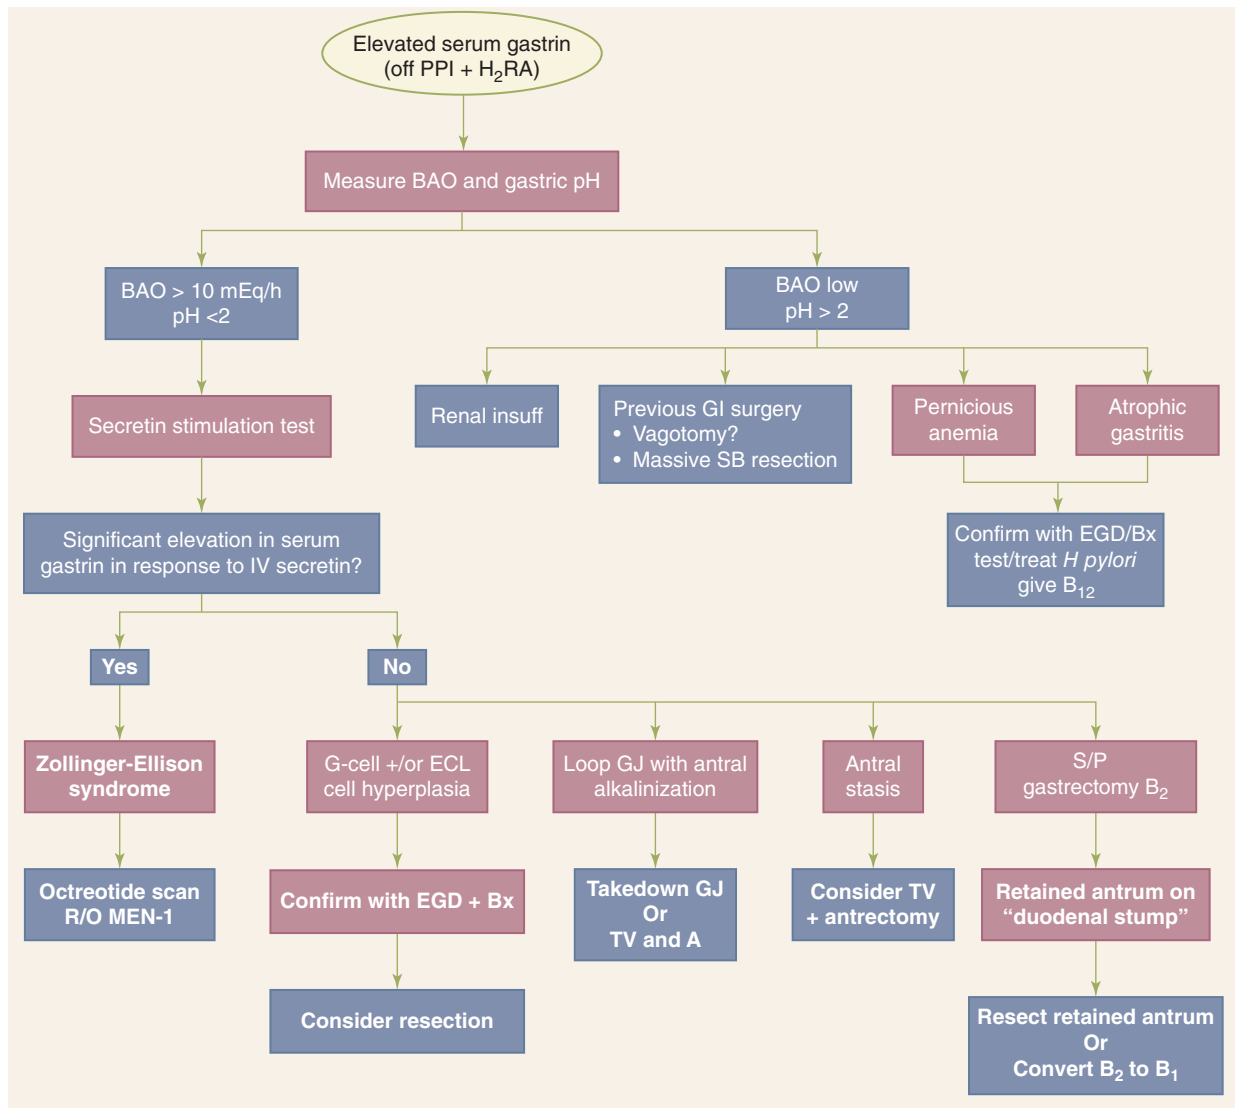 Elevated serum gastrin
(off PPI + H₂RA)
Measure BAO and gastric pH
BAO > 10 mEq/h
pH <2
BAO low
pH > 2
Secretin stimulation test
Renal insuff
Previous GI surgery
• Vagotomy?
• Massive SB resection
Pernicious
anemia
Atrophic
gastritis
Significant elevation in serum
gastrin in response to IV secretin?
Confirm with EGD/Bx
test/treat H pylori
give B₁₂
Yes
No
Zollinger-Ellison
syndrome
G-cell +/or ECL
cell hyperplasia
Loop GJ with antral
alkalinization
Antral
stasis
S/P
gastrectomy B₂
Octreotide scan
R/O MEN-1
Confirm with EGD + Bx
Takedown GJ
Or
TV and A
Consider TV
+ antrectomy
Retained antrum on
“duodenal stump”
Consider resection
Resect retained antrum
Or
Convert B₂ to B₁